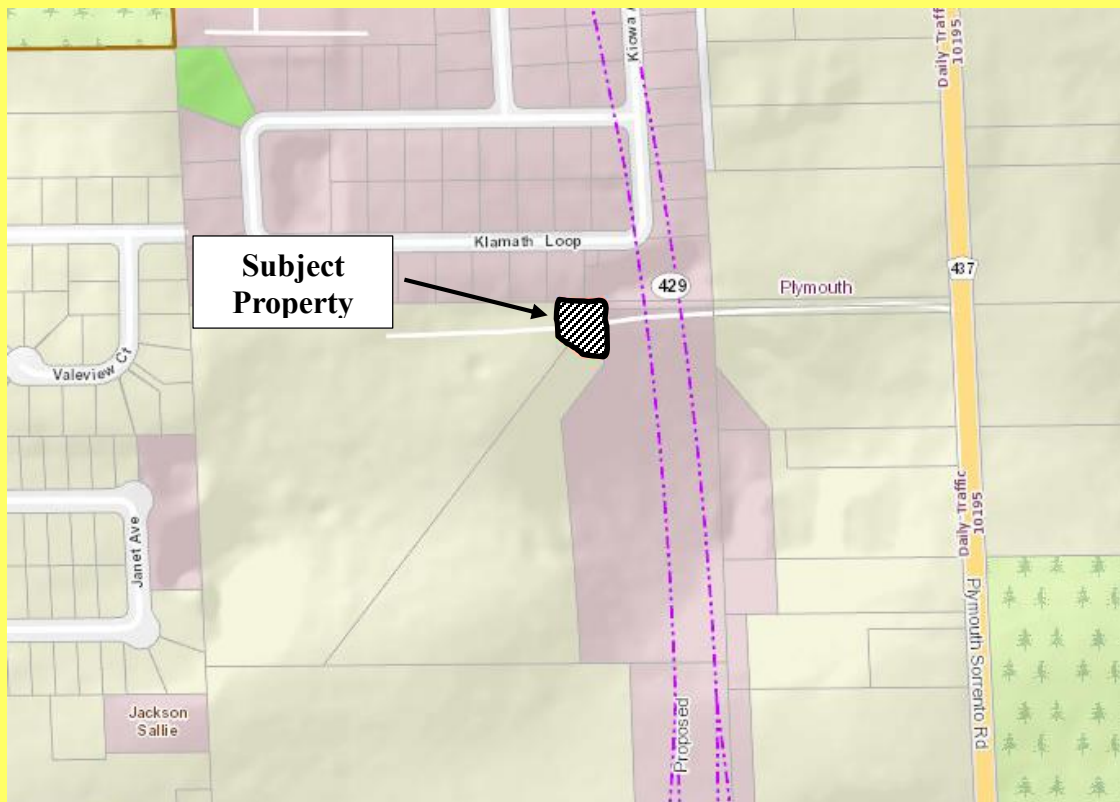 Kiowa A
Daily Traff
10195
Klamath Loop
Subject
Property
429
Plymouth
437
Valeview Ct
Janet Ave
Daily Traffic
10195
Plymouth Sorrento Rd
Jackson
Sallie
Proposed